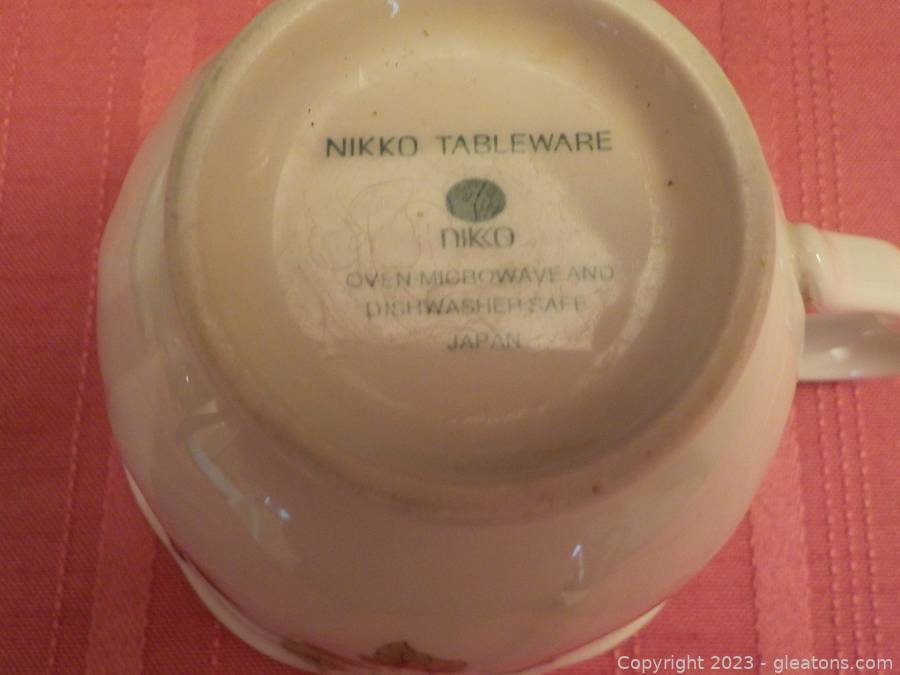 NIKKO TABLEWARE
NIKKO
OVEN MICROWAVE AND
DISHWASHER SAFE
JAPAN
Copyright 2023 - gleatons.com